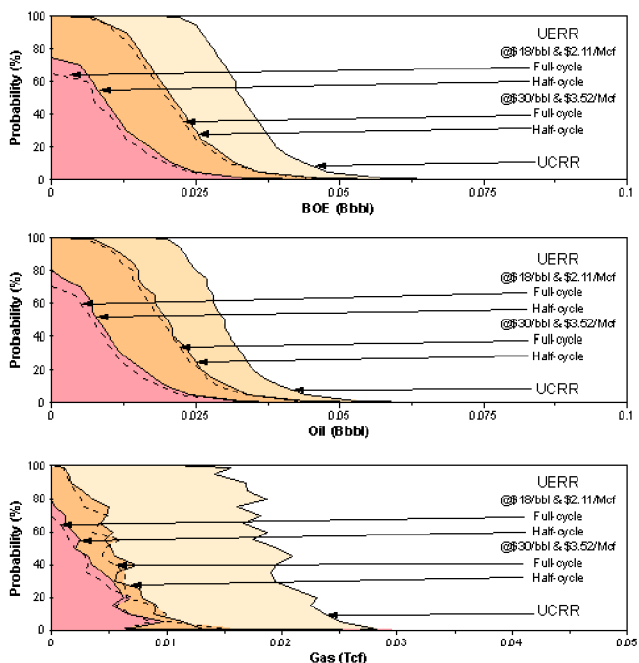 100
80
60
40
20
0
Probability (%)
UERR
@$18/bbl & $2.11/Mcf
Full-cycle
Half-cycle
@$30/bbl & $3.52/Mcf
Full-cycle
Half-cycle
UCRR
0 0.025 0.05 0.075 0.1
BOE (Bbbl)
100
80
60
40
20
0
Probability (%)
UERR
@$18/bbl & $2.11/Mcf
Full-cycle
Half-cycle
@$30/bbl & $3.52/Mcf
Full-cycle
Half-cycle
UCRR
0 0.025 0.05 0.075 0.1
Oil (Bbbl)
100
80
60
40
20
0
Probability (%)
UERR
@$18/bbl & $2.11/Mcf
Full-cycle
Half-cycle
@$30/bbl & $3.52/Mcf
Full-cycle
Half-cycle
UCRR
0 0.01 0.02 0.03 0.04 0.05
Gas (Tcf)